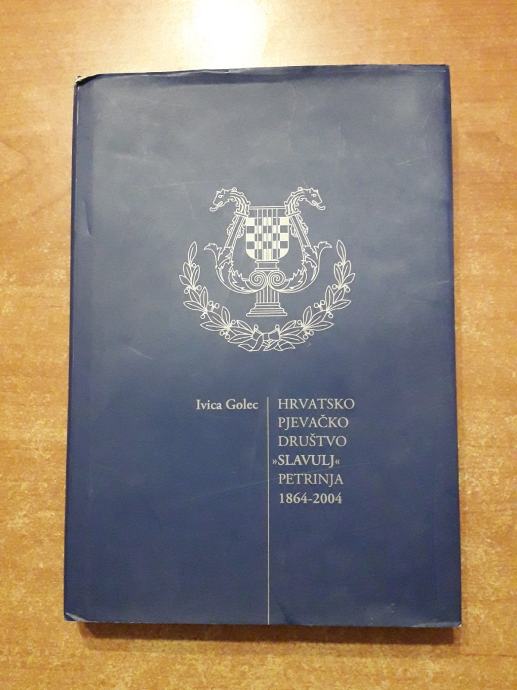 Ivica Golec
HRVATSKO
PJEVAČKO
DRUŠTVO
»SLAVULJ«
PETRINJA
1864-2004